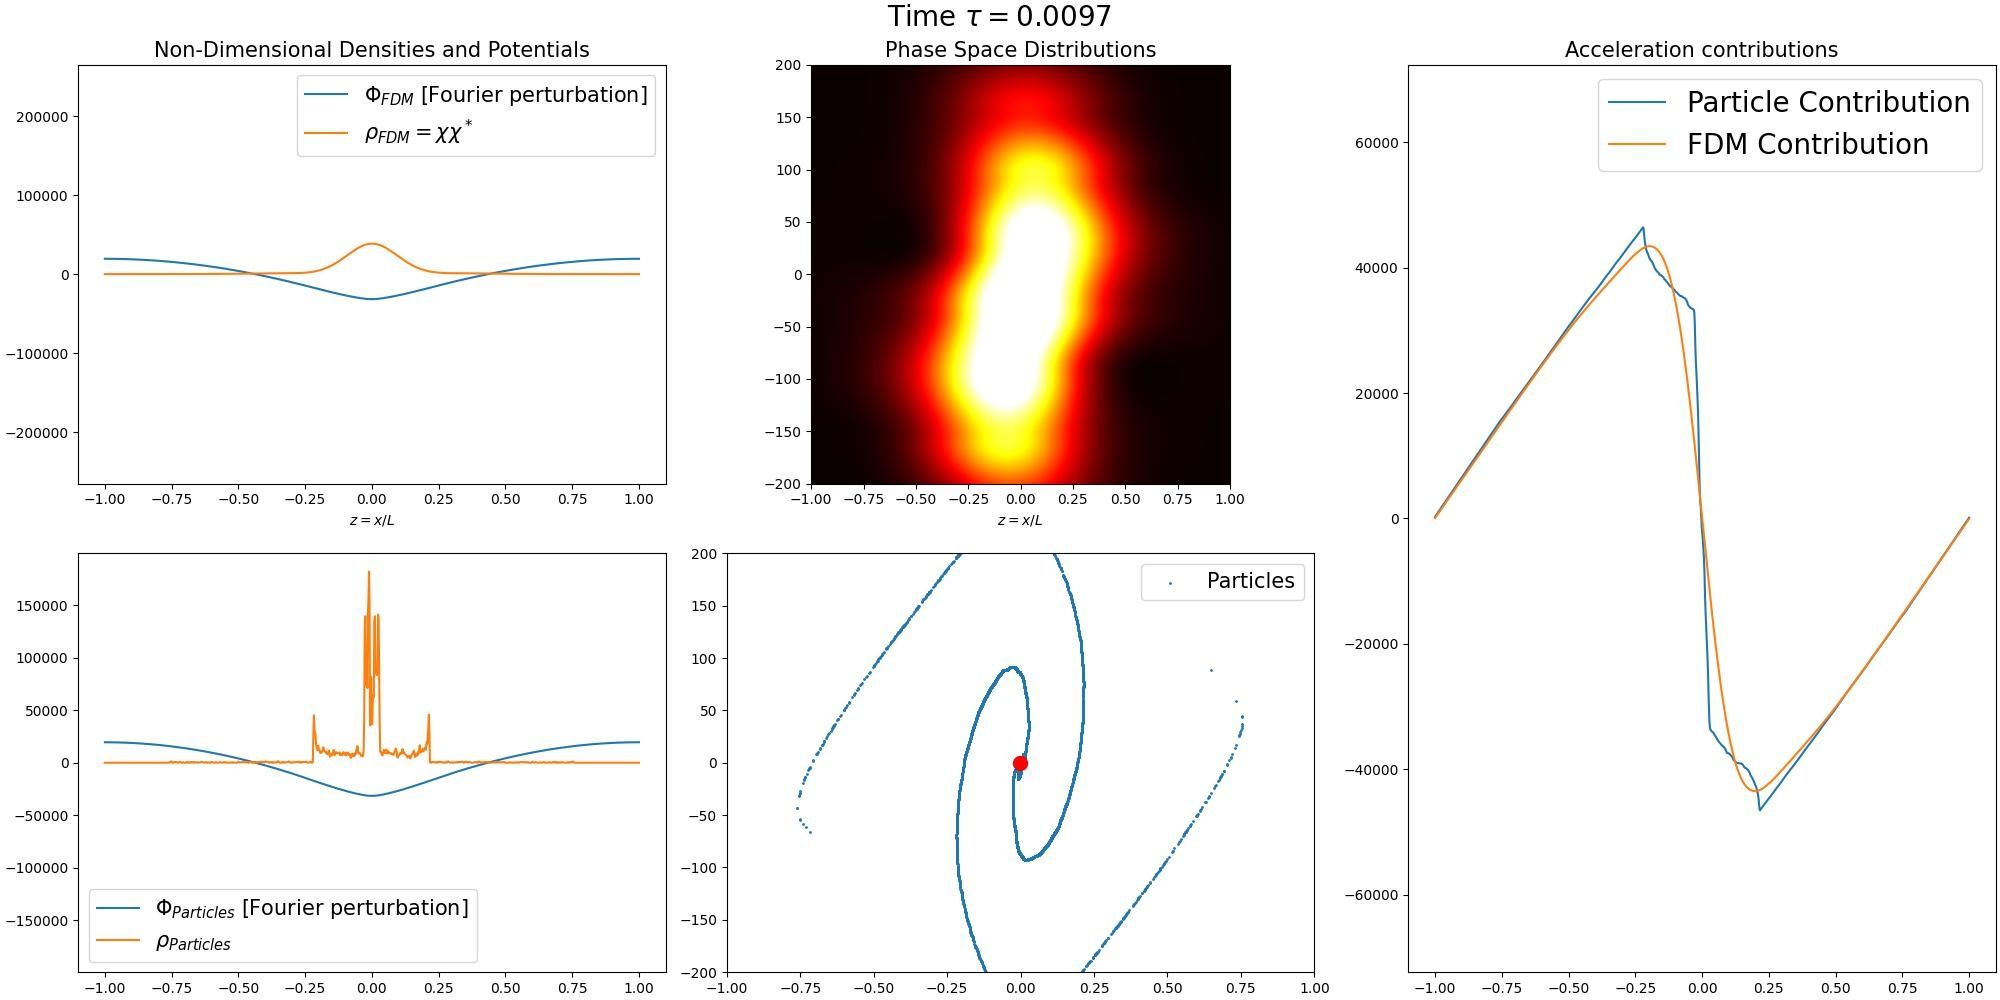 Time τ = 0.0097
Non-Dimensional Densities and Potentials
Φ_FDM [Fourier perturbation]
ρ_FDM = χχ*
200000
100000
0
−100000
−200000
−1.00 −0.75 −0.50 −0.25 0.00 0.25 0.50 0.75 1.00
z = x/L
Phase Space Distributions
200
150
100
50
0
−50
−100
−150
−200
−1.00 −0.75 −0.50 −0.25 0.00 0.25 0.50 0.75 1.00
z = x/L
Acceleration contributions
Particle Contribution
FDM Contribution
60000
40000
20000
0
−20000
−40000
−60000
−1.00 −0.75 −0.50 −0.25 0.00 0.25 0.50 0.75 1.00
150000
100000
50000
0
−50000
−100000
−150000
Φ_Particles [Fourier perturbation]
ρ_Particles
−1.00 −0.75 −0.50 −0.25 0.00 0.25 0.50 0.75 1.00
Particles
200
150
100
50
0
−50
−100
−150
−200
−1.00 −0.75 −0.50 −0.25 0.00 0.25 0.50 0.75 1.00